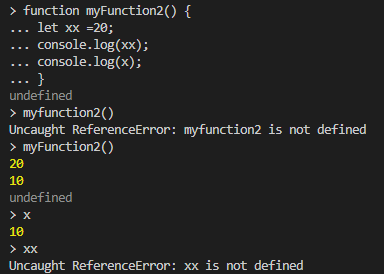 > function myFunction2() {
... let xx =20;
... console.log(xx);
... console.log(x);
... }
undefined
> myfunction2()
Uncaught ReferenceError: myfunction2 is not defined
> myFunction2()
20
10
undefined
> x
10
> xx
Uncaught ReferenceError: xx is not defined